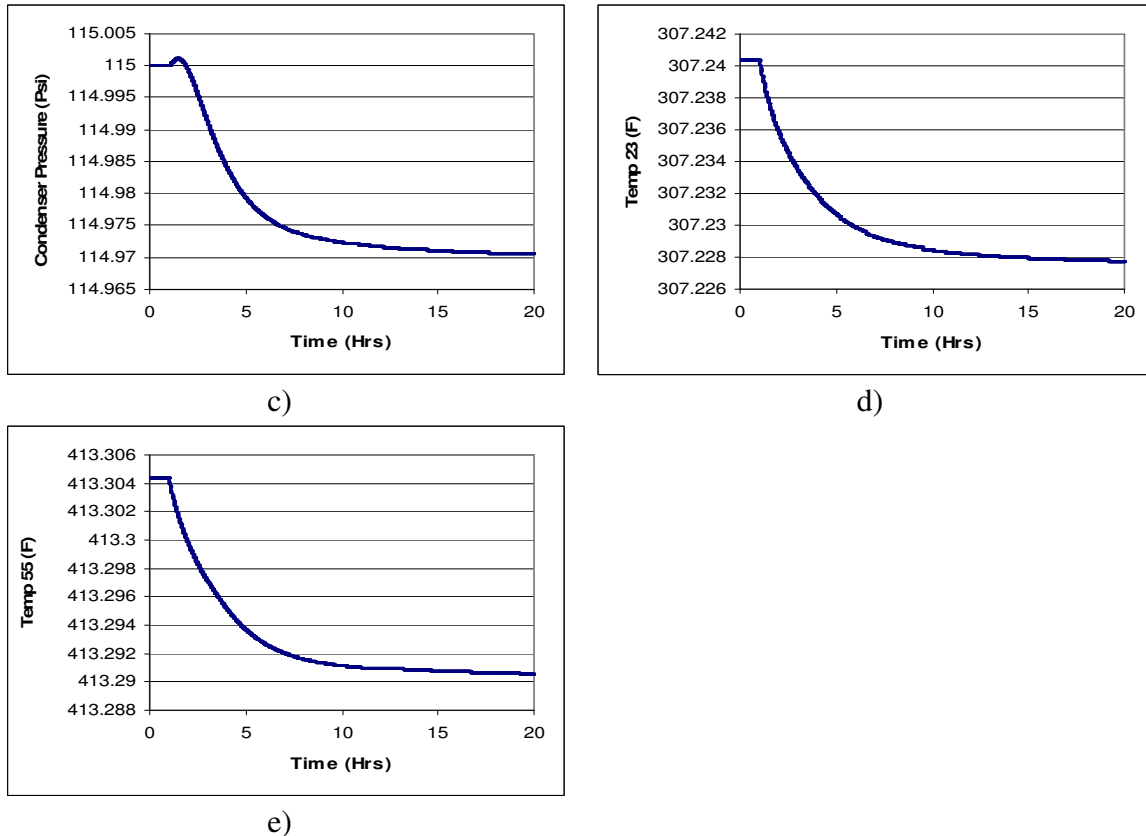 115.005
115
114.995
114.99
114.985
114.98
114.975
114.97
114.965
Condenser Pressure (Psi)
0 5 10 15 20
Time (Hrs)
c)
307.242
307.24
307.238
307.236
307.234
307.232
307.23
307.228
307.226
Temp 23 (F)
0 5 10 15 20
Time (Hrs)
d)
413.306
413.304
413.302
413.3
413.298
413.296
413.294
413.292
413.29
413.288
Temp 55 (F)
0 5 10 15 20
Time (Hrs)
e)